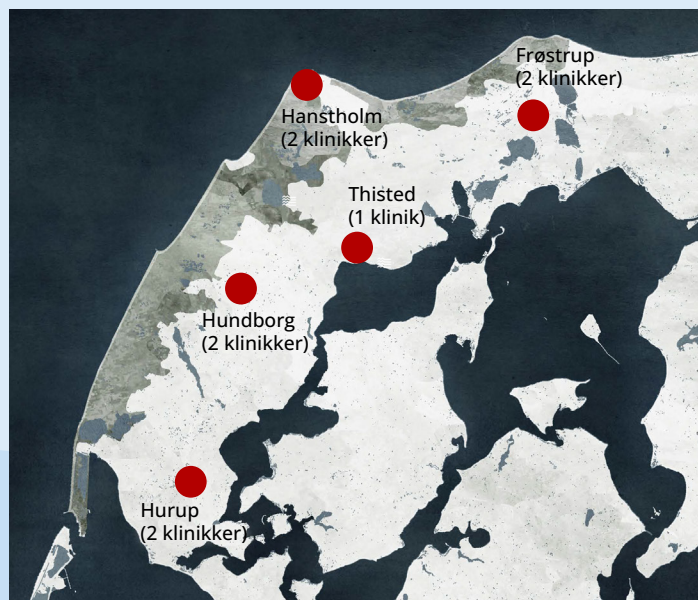 Frøstrup
(2 klinikker)
Hanstholm
(2 klinikker)
Thisted
(1 klinik)
Hundborg
(2 klinikker)
Hurup
(2 klinikker)